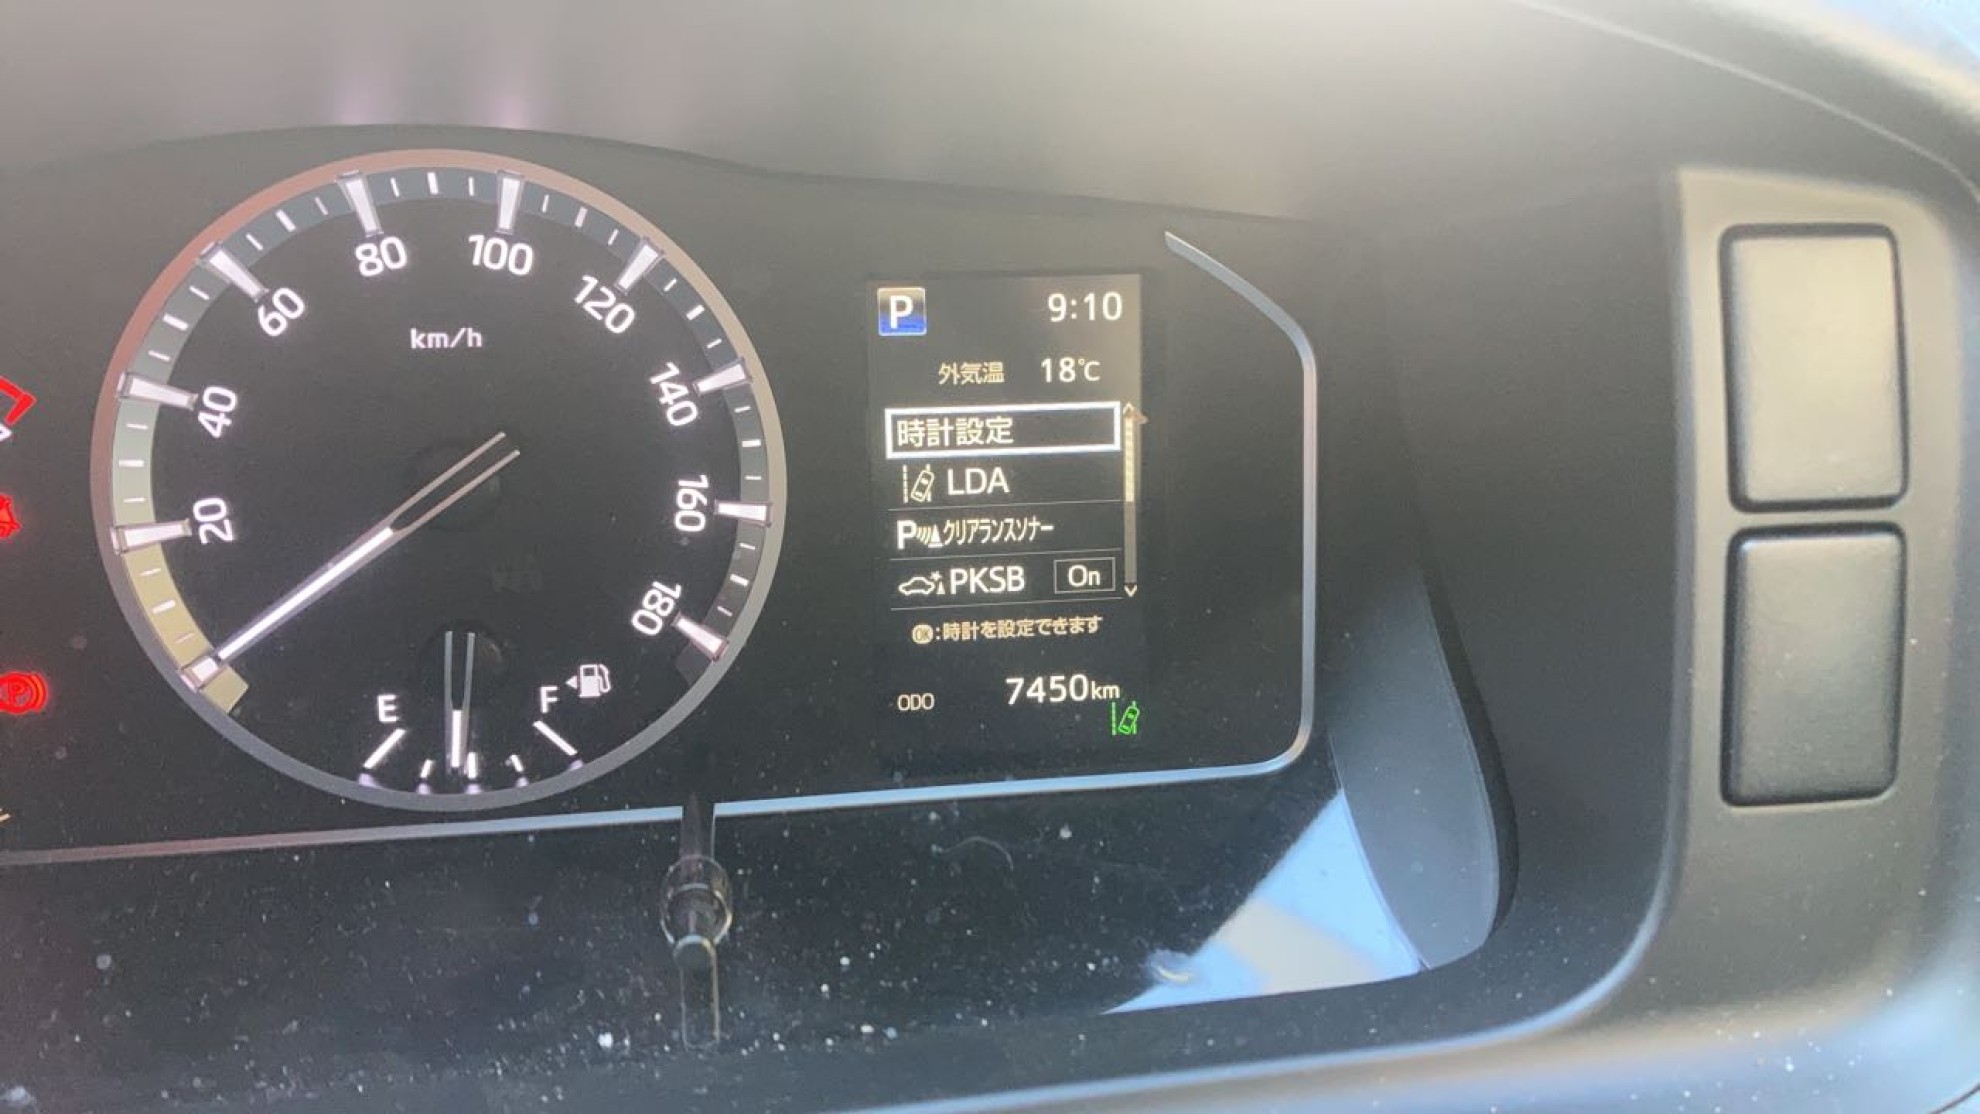 20
40
60
80
100
120
140
160
180
km/h
E
F
P 9:10
外気温 18℃
時計設定
LDA
Pクリアランスソナー
PKSB On
OK:時計を設定できます
ODO 7450km
P